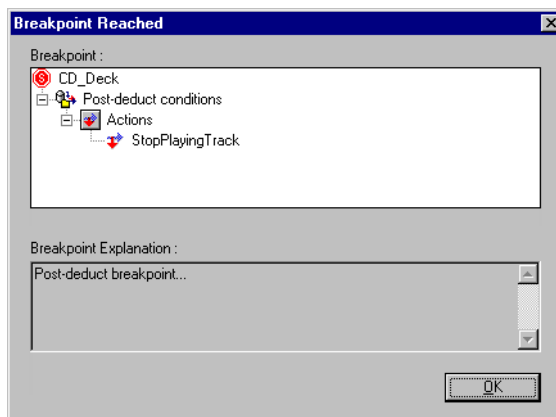 Breakpoint Reached
Breakpoint :
S CD_Deck
Post-deduct conditions
Actions
StopPlayingTrack
Breakpoint Explanation :
Post-deduct breakpoint...
OK